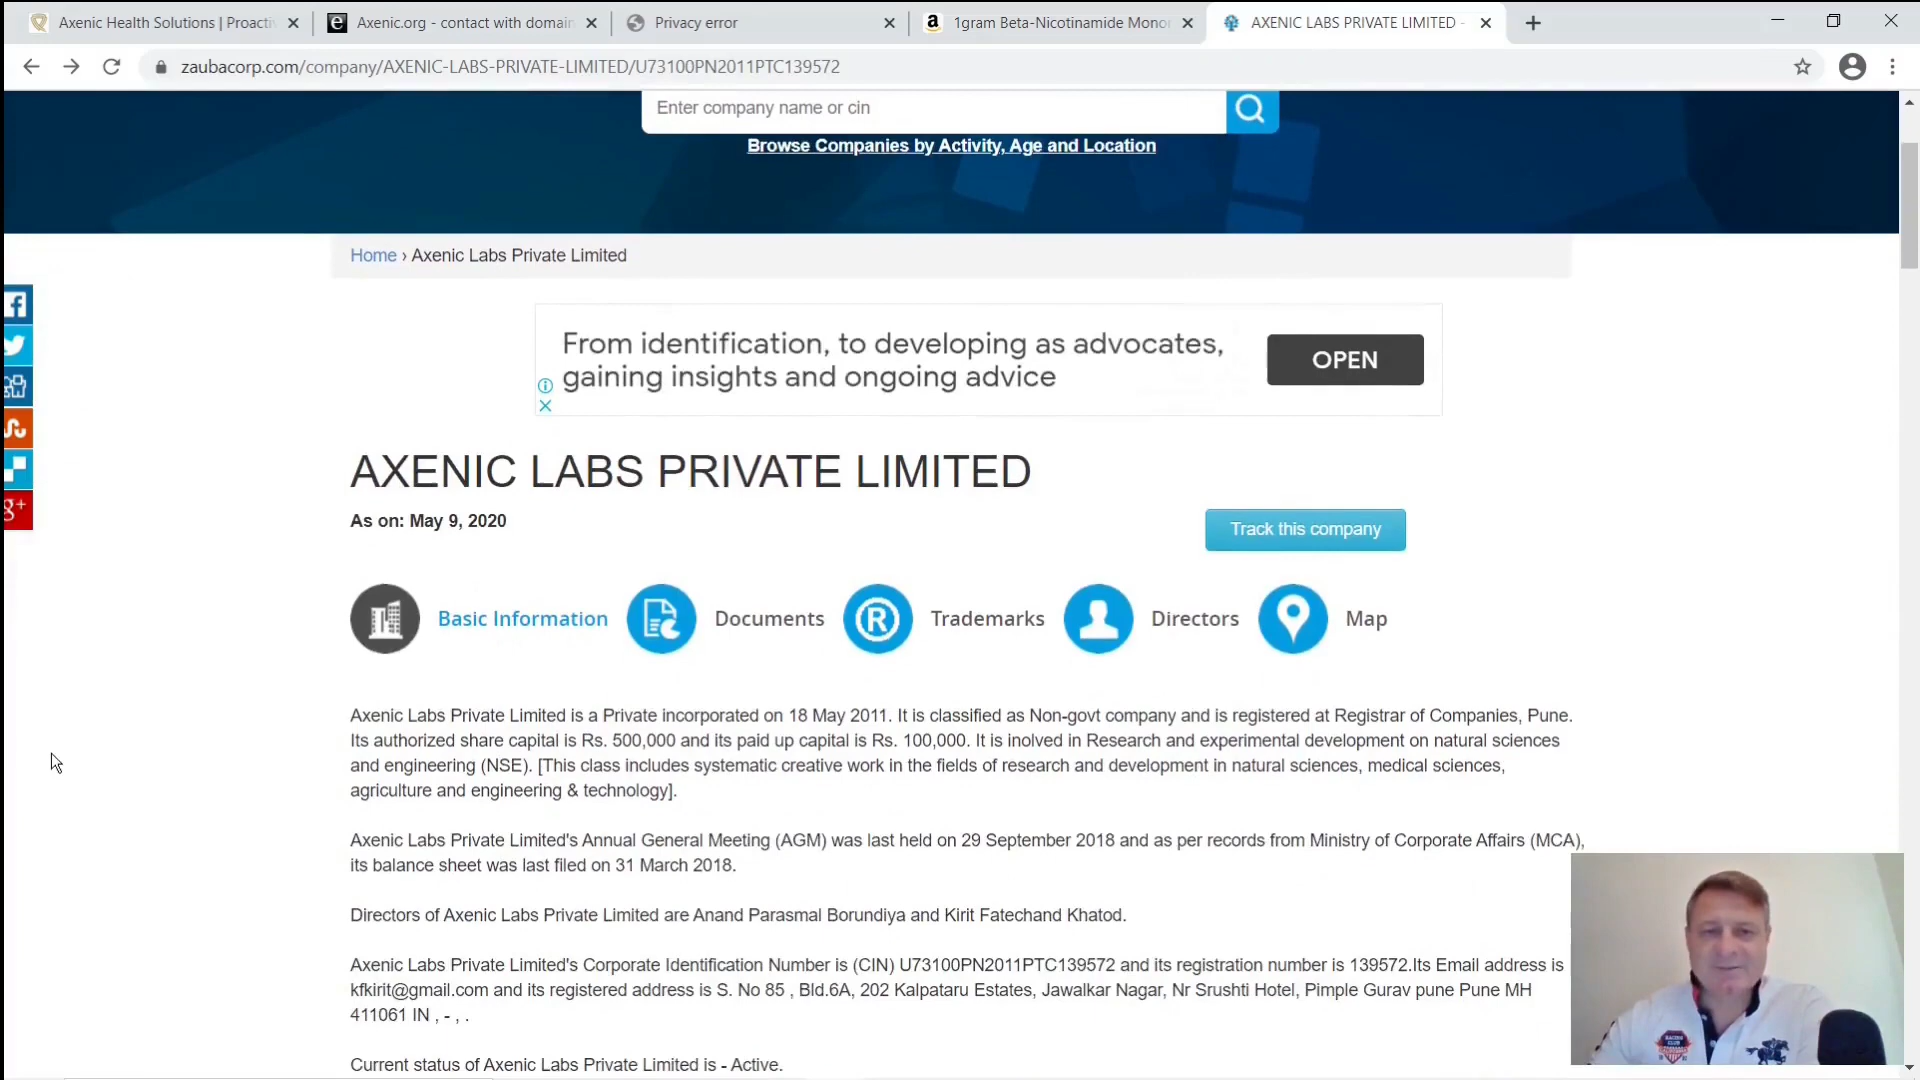 Axenic Health Solutions | Proactiv
Axenic.org - contact with domain
Privacy error
1gram Beta-Nicotinamide Monon
AXENIC LABS PRIVATE LIMITED -
zaubacorp.com/company/AXENIC-LABS-PRIVATE-LIMITED/U73100PN2011PTC139572
Enter company name or cin
Browse Companies by Activity, Age and Location
Home › Axenic Labs Private Limited
From identification, to developing as advocates,
gaining insights and ongoing advice
OPEN
AXENIC LABS PRIVATE LIMITED
As on: May 9, 2020
Track this company
Basic Information
Documents
Trademarks
Directors
Map
Axenic Labs Private Limited is a Private incorporated on 18 May 2011. It is classified as Non-govt company and is registered at Registrar of Companies, Pune.
Its authorized share capital is Rs. 500,000 and its paid up capital is Rs. 100,000. It is inolved in Research and experimental development on natural sciences
and engineering (NSE). [This class includes systematic creative work in the fields of research and development in natural sciences, medical sciences,
agriculture and engineering & technology].
Axenic Labs Private Limited's Annual General Meeting (AGM) was last held on 29 September 2018 and as per records from Ministry of Corporate Affairs (MCA),
its balance sheet was last filed on 31 March 2018.
Directors of Axenic Labs Private Limited are Anand Parasmal Borundiya and Kirit Fatechand Khatod.
Axenic Labs Private Limited's Corporate Identification Number is (CIN) U73100PN2011PTC139572 and its registration number is 139572.Its Email address is
kfkirit@gmail.com and its registered address is S. No 85 , Bld.6A, 202 Kalpataru Estates, Jawalkar Nagar, Nr Srushti Hotel, Pimple Gurav pune Pune MH
411061 IN , - , .
Current status of Axenic Labs Private Limited is - Active.